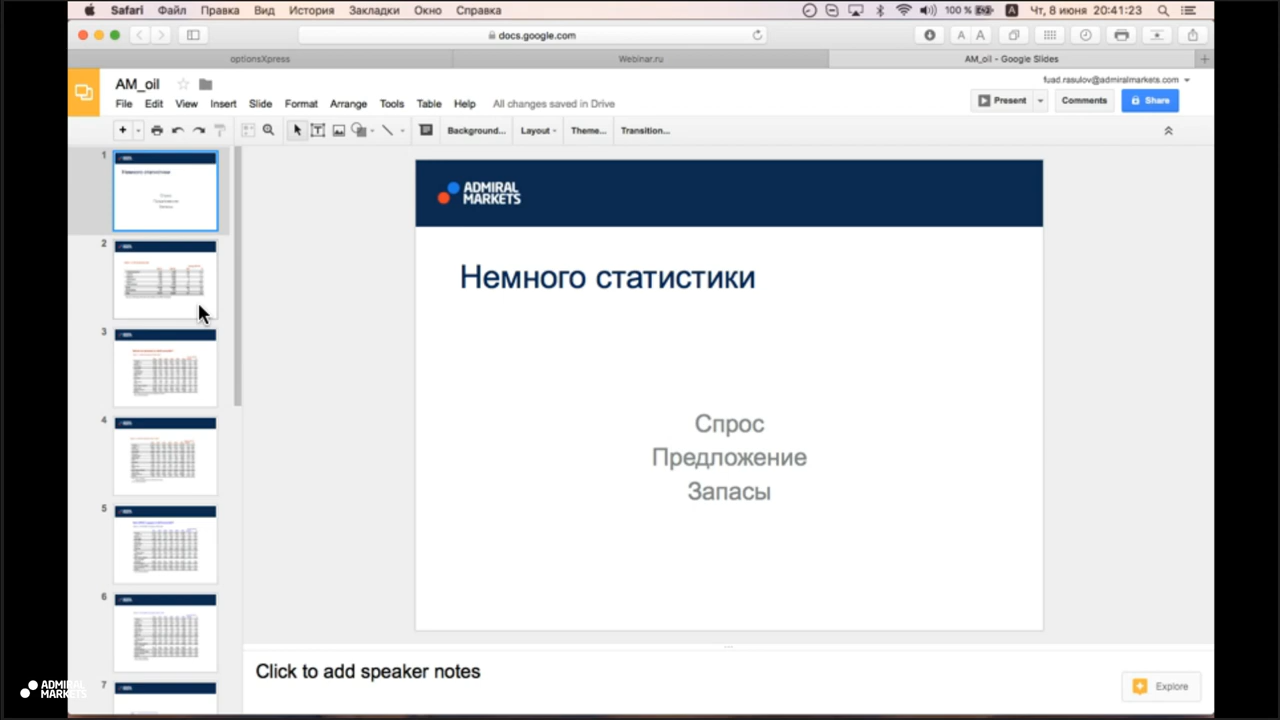 Safari Файл Правка Вид История Закладки Окно Справка 100 % A Чт, 8 июня 20:41:23
docs.google.com A A
optionsXpress Webinar.ru AM_oil - Google Slides +
AM_oil fuad.rasulov@admiralmarkets.com
File Edit View Insert Slide Format Arrange Tools Table Help All changes saved in Drive Present Comments Share
Background... Layout Theme... Transition...
1
2
3
4
5
6
7
ADMIRAL
MARKETS
Немного статистики
Спрос
Предложение
Запасы
Click to add speaker notes
Explore
ADMIRAL
MARKETS